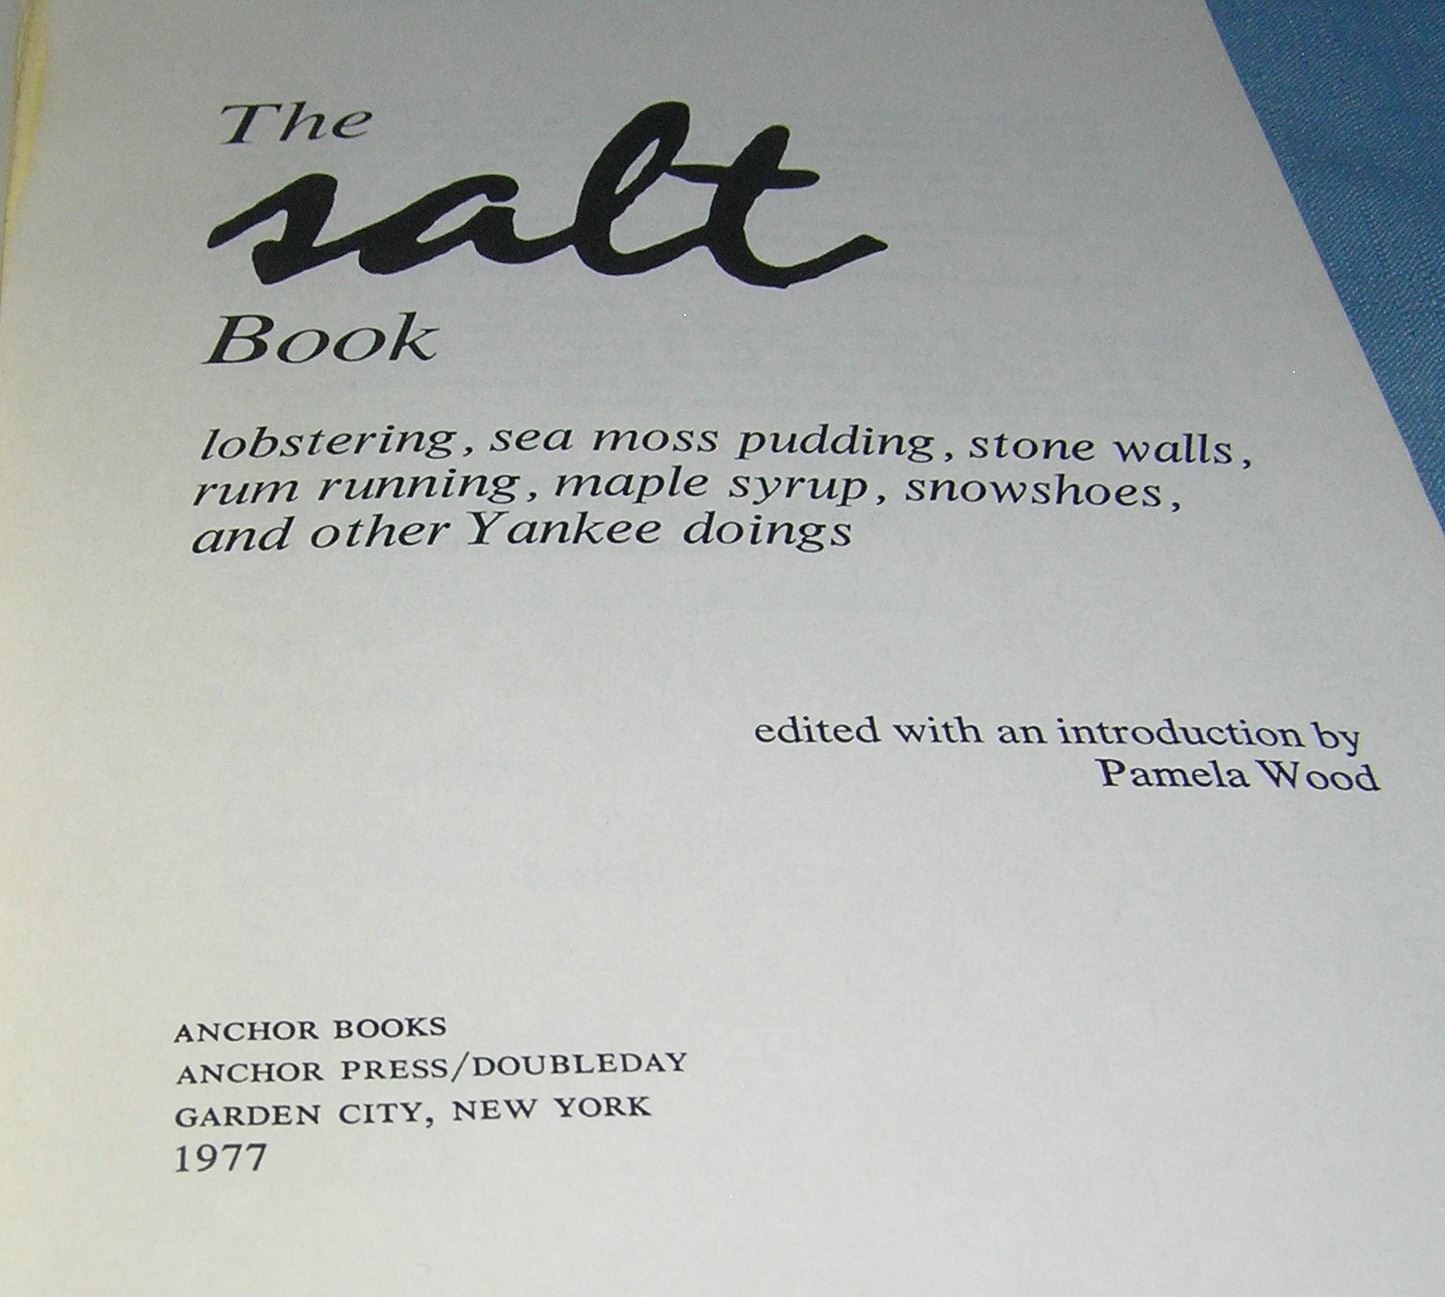 The
salt
Book
lobstering, sea moss pudding, stone walls,
rum running, maple syrup, snowshoes,
and other Yankee doings
edited with an introduction by
Pamela Wood
ANCHOR BOOKS
ANCHOR PRESS/DOUBLEDAY
GARDEN CITY, NEW YORK
1977